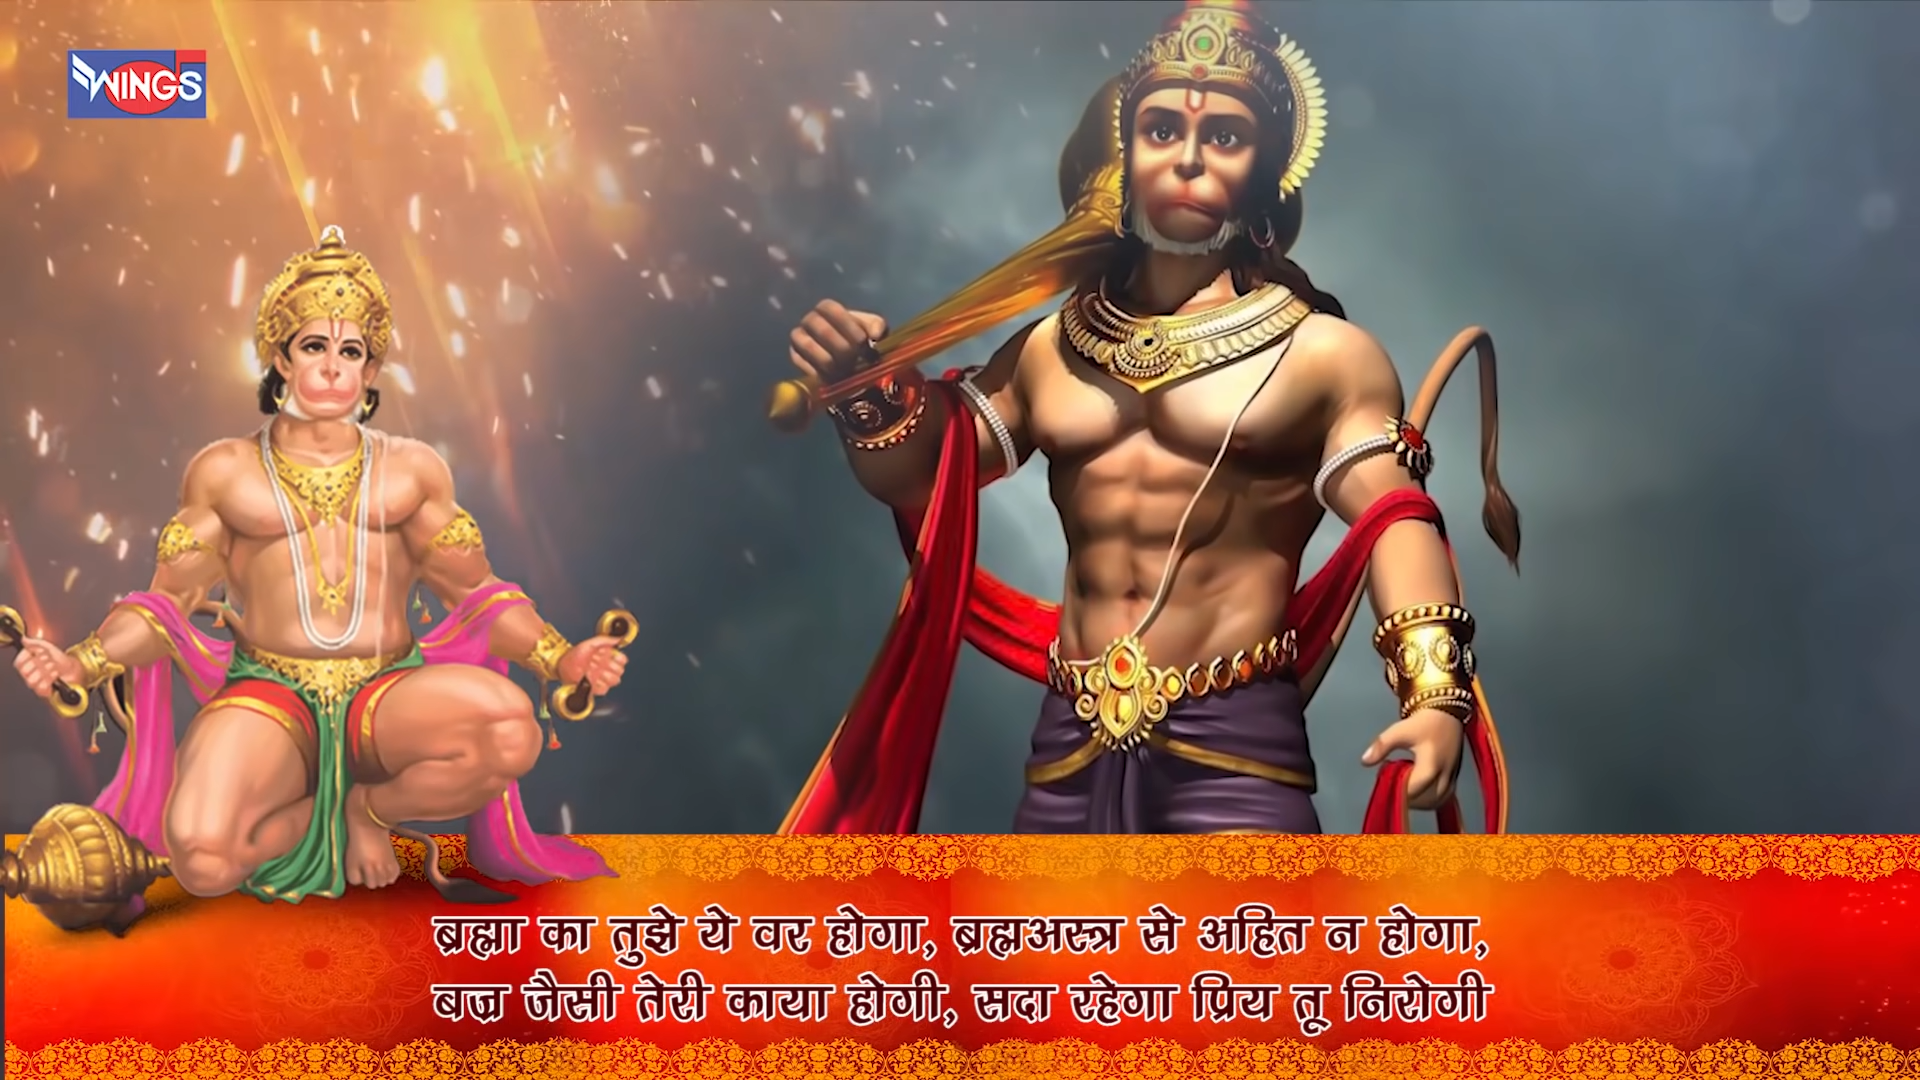 WINGS
ब्रह्मा का तुझे ये वर होगा, ब्रह्मअस्त्र से अहित न होगा,
बज्र जैसी तेरी काया होगी, सदा रहेगा प्रिय तू निरोगी